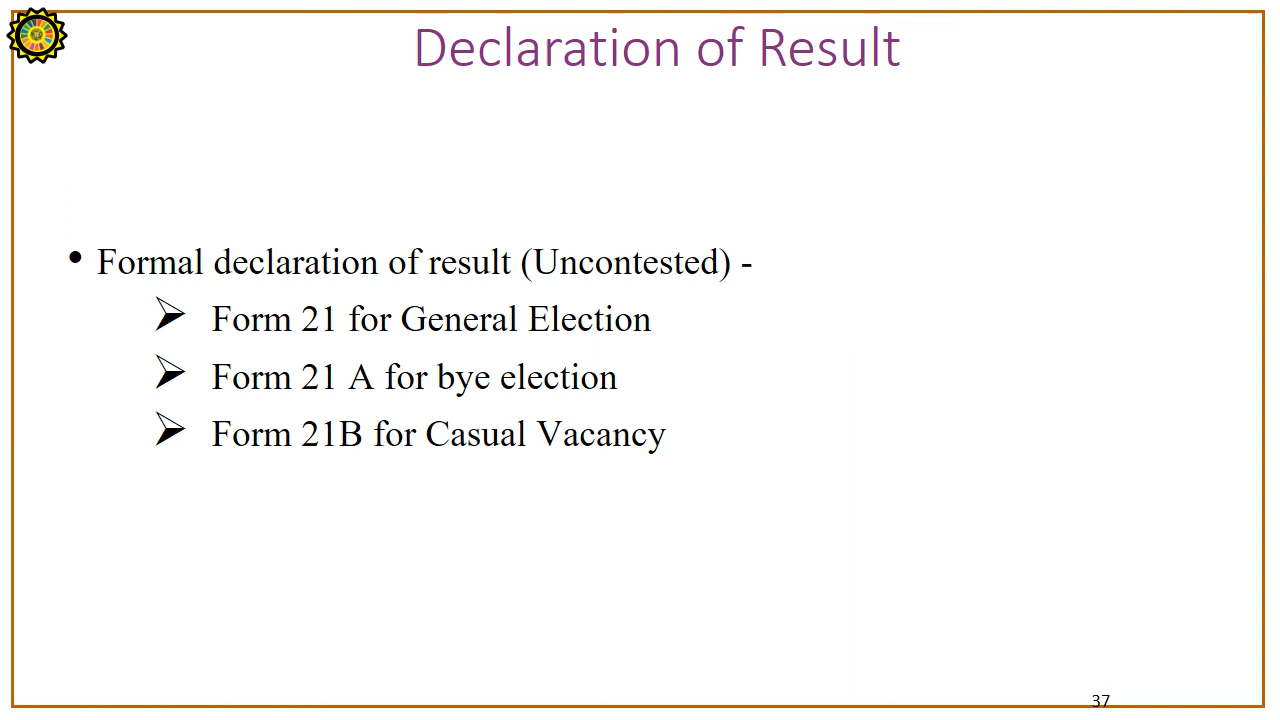 Declaration of Result
• Formal declaration of result (Uncontested) -
➢ Form 21 for General Election
➢ Form 21 A for bye election
➢ Form 21B for Casual Vacancy
37